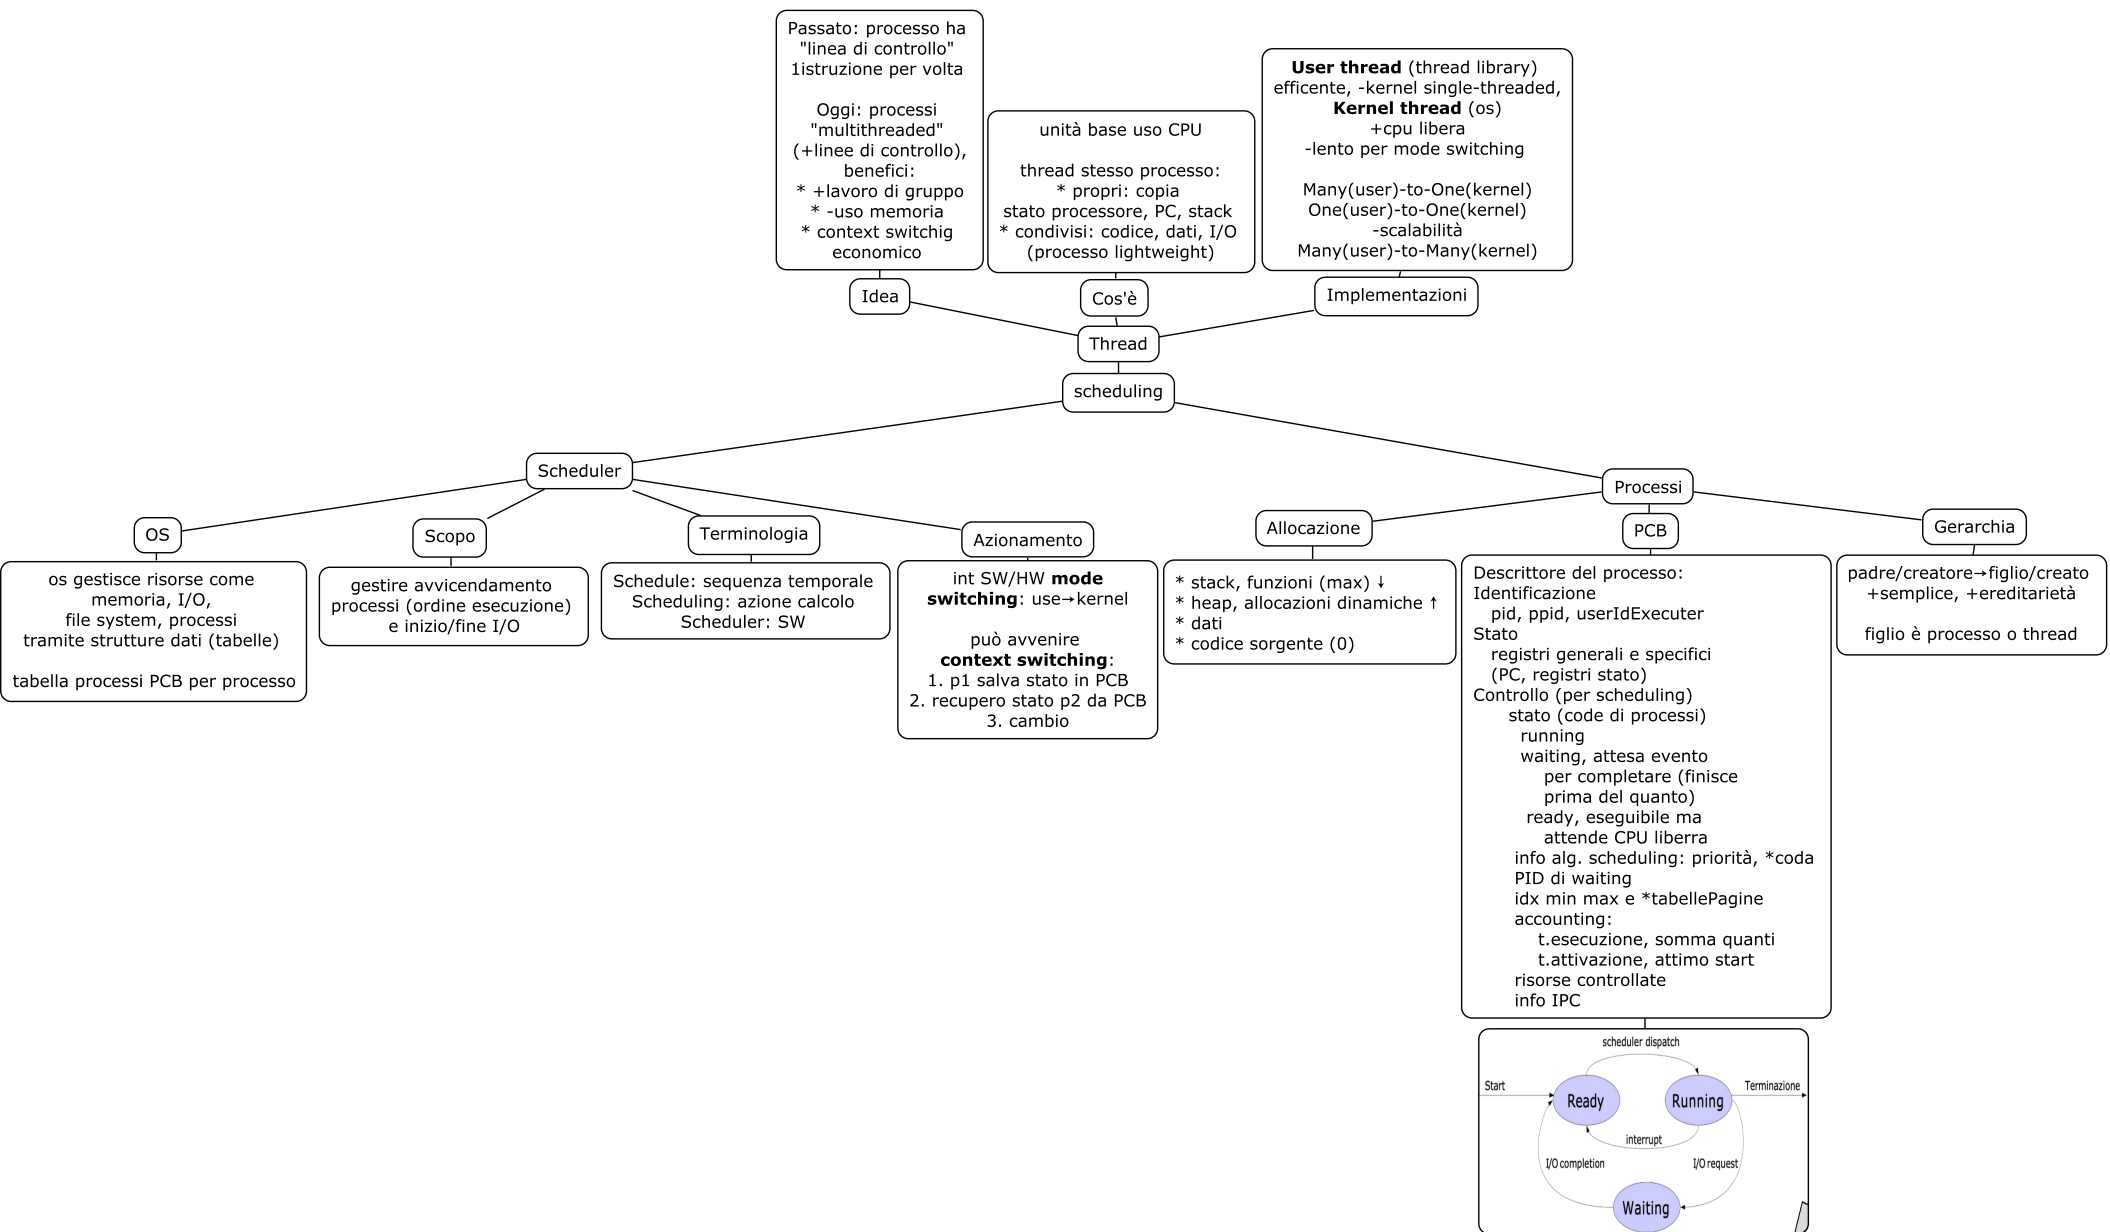 Passato: processo ha
"linea di controllo"
1istruzione per volta
Oggi: processi
"multithreaded"
(+linee di controllo),
benefici:
* +lavoro di gruppo
* -uso memoria
* context switchig
economico
unità base uso CPU
thread stesso processo:
* propri: copia
stato processore, PC, stack
* condivisi: codice, dati, I/O
(processo lightweight)
User thread (thread library)
efficente, -kernel single-threaded,
Kernel thread (os)
+cpu libera
-lento per mode switching
Many(user)-to-One(kernel)
One(user)-to-One(kernel)
-scalabilità
Many(user)-to-Many(kernel)
Idea
Cos'è
Implementazioni
Thread
scheduling
Scheduler
Processi
OS
Scopo
Terminologia
Azionamento
Allocazione
PCB
Gerarchia
os gestisce risorse come
memoria, I/O,
file system, processi
tramite strutture dati (tabelle)
tabella processi PCB per processo
gestire avvicendamento
processi (ordine esecuzione)
e inizio/fine I/O
Schedule: sequenza temporale
Scheduling: azione calcolo
Scheduler: SW
int SW/HW mode
switching: use→kernel
può avvenire
context switching:
1. p1 salva stato in PCB
2. recupero stato p2 da PCB
3. cambio
* stack, funzioni (max) ↓
* heap, allocazioni dinamiche ↑
* dati
* codice sorgente (0)
Descrittore del processo:
Identificazione
pid, ppid, userIdExecuter
Stato
registri generali e specifici
(PC, registri stato)
Controllo (per scheduling)
stato (code di processi)
running
waiting, attesa evento
per completare (finisce
prima del quanto)
ready, eseguibile ma
attende CPU liberra
info alg. scheduling: priorità, *coda
PID di waiting
idx min max e *tabellePagine
accounting:
t.esecuzione, somma quanti
t.attivazione, attimo start
risorse controllate
info IPC
padre/creatore→figlio/creato
+semplice, +ereditarietà
figlio è processo o thread
scheduler dispatch
Start
Terminazione
Ready
Running
interrupt
I/O completion
I/O request
Waiting